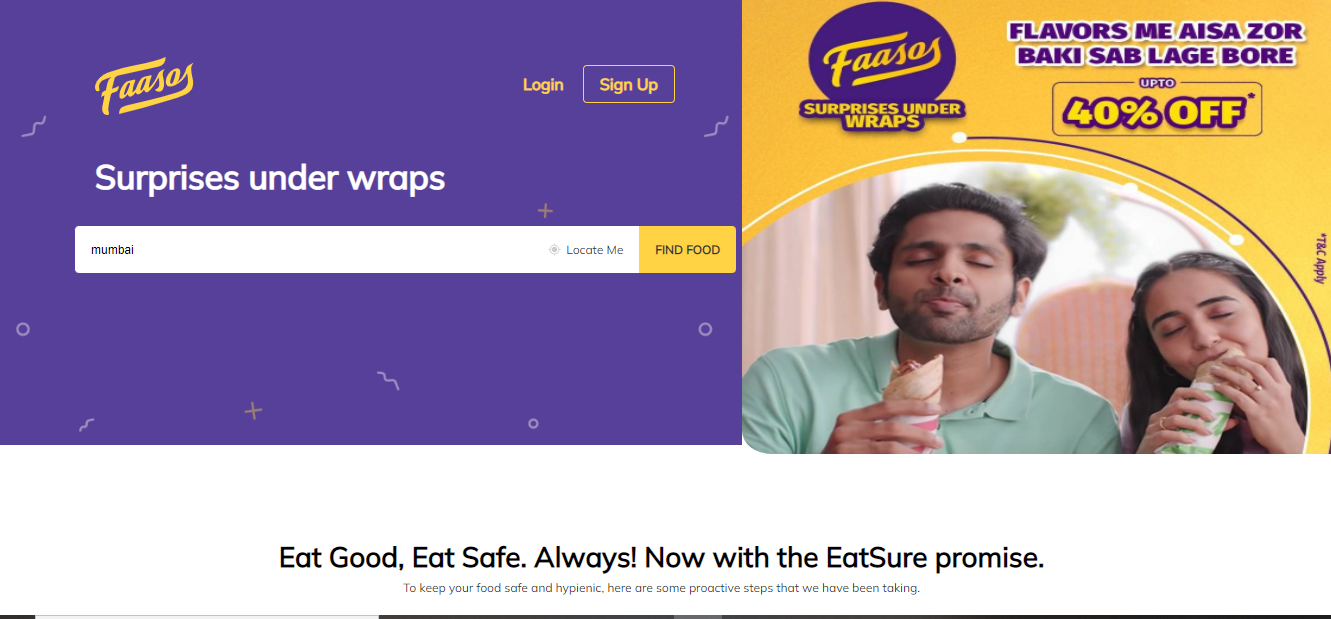 Faasos
Login
Sign Up
Surprises under wraps
mumbai
Locate Me
FIND FOOD
Faasos
SURPRISES UNDER
WRAPS
FLAVORS ME AISA ZOR
BAKI SAB LAGE BORE
UPTO
40% OFF*
*T&C Apply
Eat Good, Eat Safe. Always! Now with the EatSure promise.
To keep your food safe and hypienic, here are some proactive steps that we have been taking.